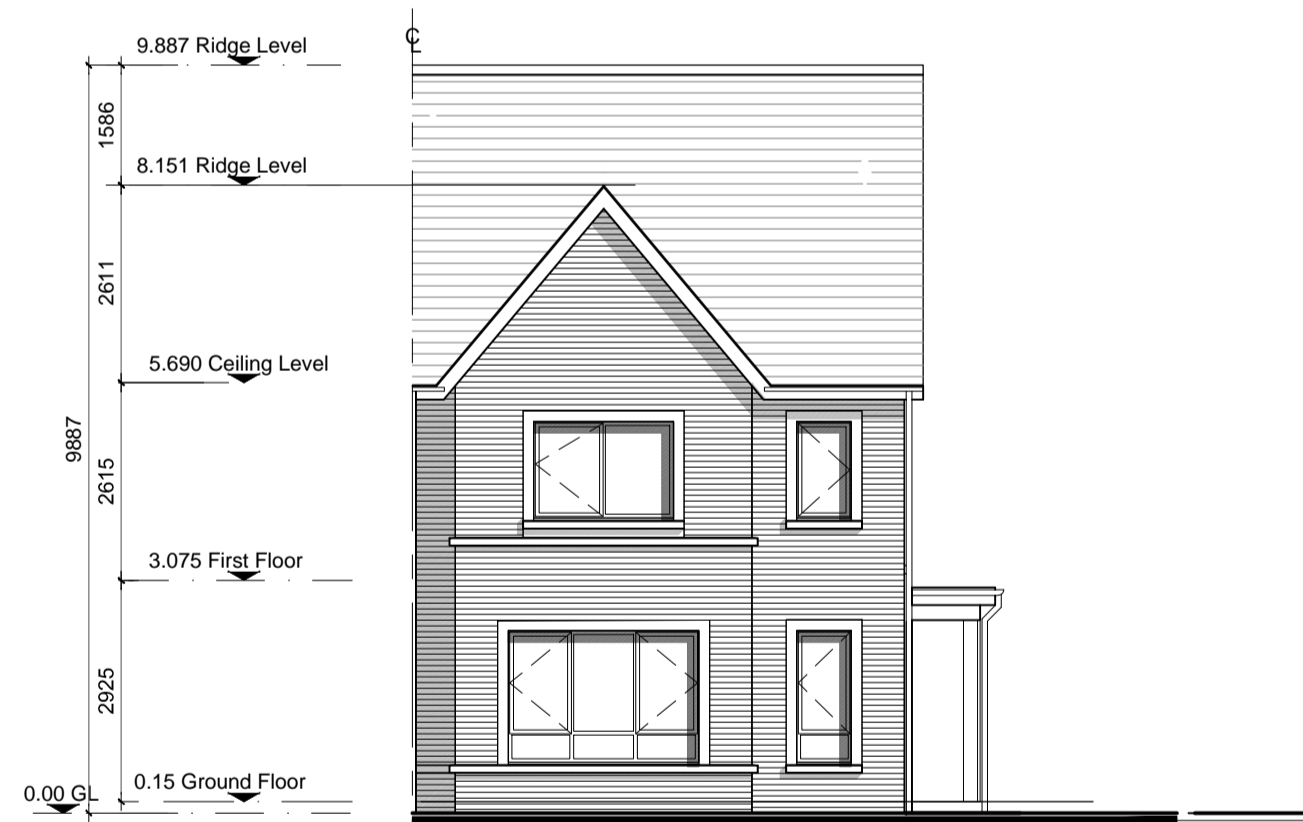 ℄
9.887 Ridge Level
1586
8.151 Ridge Level
2611
5.690 Ceiling Level
9887
2615
3.075 First Floor
2925
0.15 Ground Floor
0.00 GL